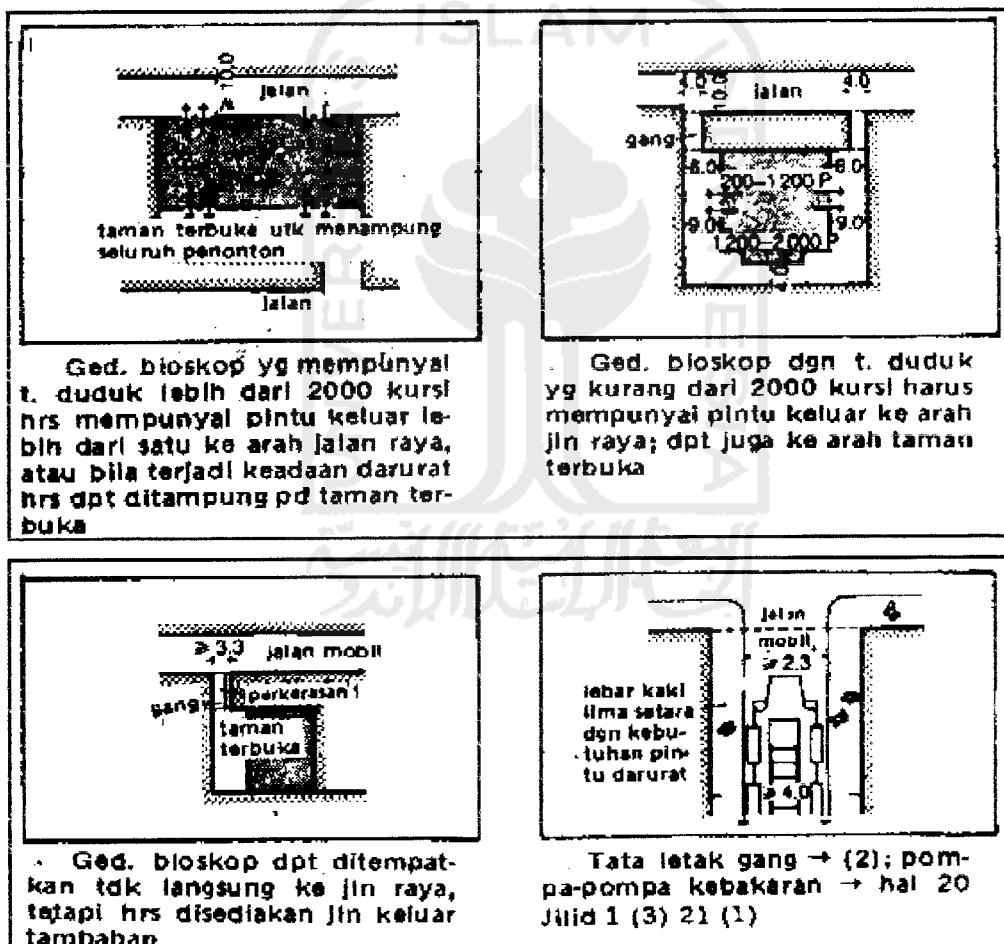 ≥ 10,0
jalan
taman terbuka utk menampung
seluruh penonton
jalan
Ged. bioskop yg mempunyai
t. duduk lebih dari 2000 kursi
hrs mempunyai pintu keluar le-
bih dari satu ke arah jalan raya,
atau bila terjadi keadaan darurat
hrs dpt ditampung pd taman ter-
buka
4.0 10.0 jalan 4.0
gang
8.0 8.0
200–1200 P
9.0 9.0
1200–2000 P
Ged. bioskop dgn t. duduk
yg kurang dari 2000 kursi harus
mempunyai pintu keluar ke arah
jln raya; dpt juga ke arah taman
terbuka
≥ 3,3 jalan mobil
gang perkerasan
taman
terbuka
Ged. bioskop dpt ditempat-
kan tdk langsung ke jln raya,
tetapi hrs disediakan jln keluar
tambahan
jalan
mobil
≥ 2.3
lebar kaki
lima setara
dgn kebu-
tuhan pin-
tu darurat
≥ 4.0
Tata letak gang → (2); pom-
pa-pompa kebakaran → hal 20
Jilid 1 (3) 21 (1)
ISLAM